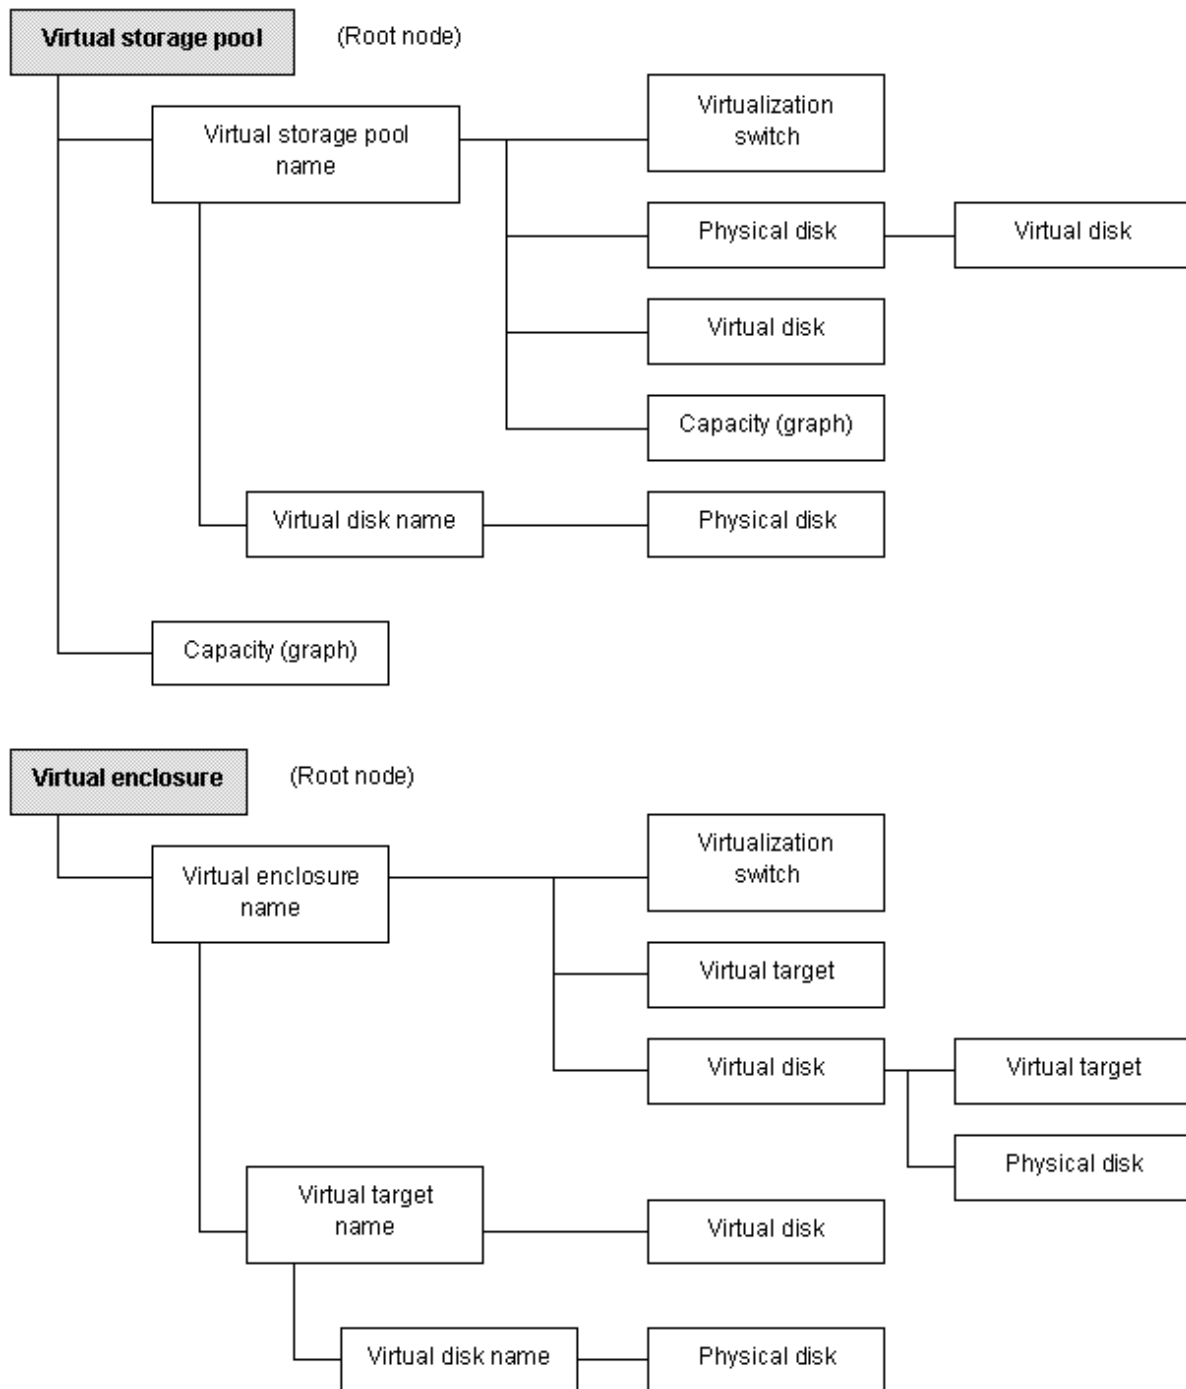 Virtual storage pool (Root node)
Virtual storage pool
name
Virtualization
switch
Physical disk
Virtual disk
Virtual disk
Capacity (graph)
Virtual disk name
Physical disk
Capacity (graph)
Virtual enclosure (Root node)
Virtual enclosure
name
Virtualization
switch
Virtual target
Virtual disk
Virtual target
Physical disk
Virtual target
name
Virtual disk
Virtual disk name
Physical disk